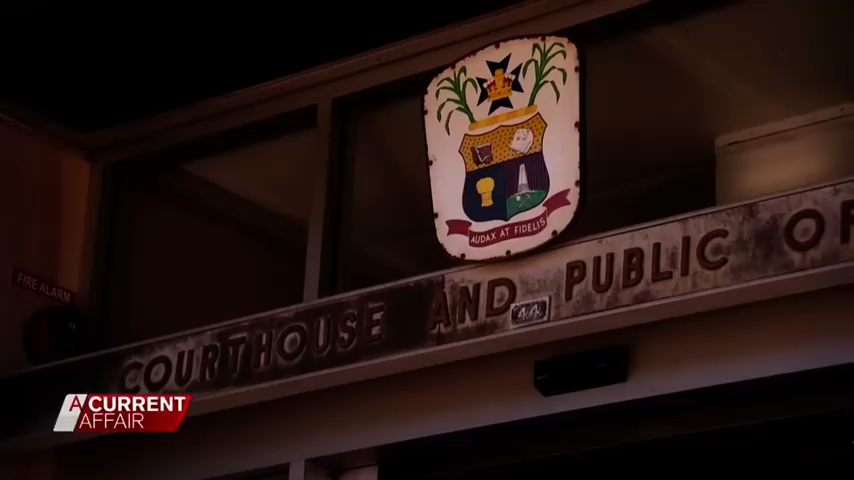 AUDAX AT FIDELIS
COURTHOUSE AND PUBLIC OF
44
FIRE ALARM
A CURRENT
AFFAIR